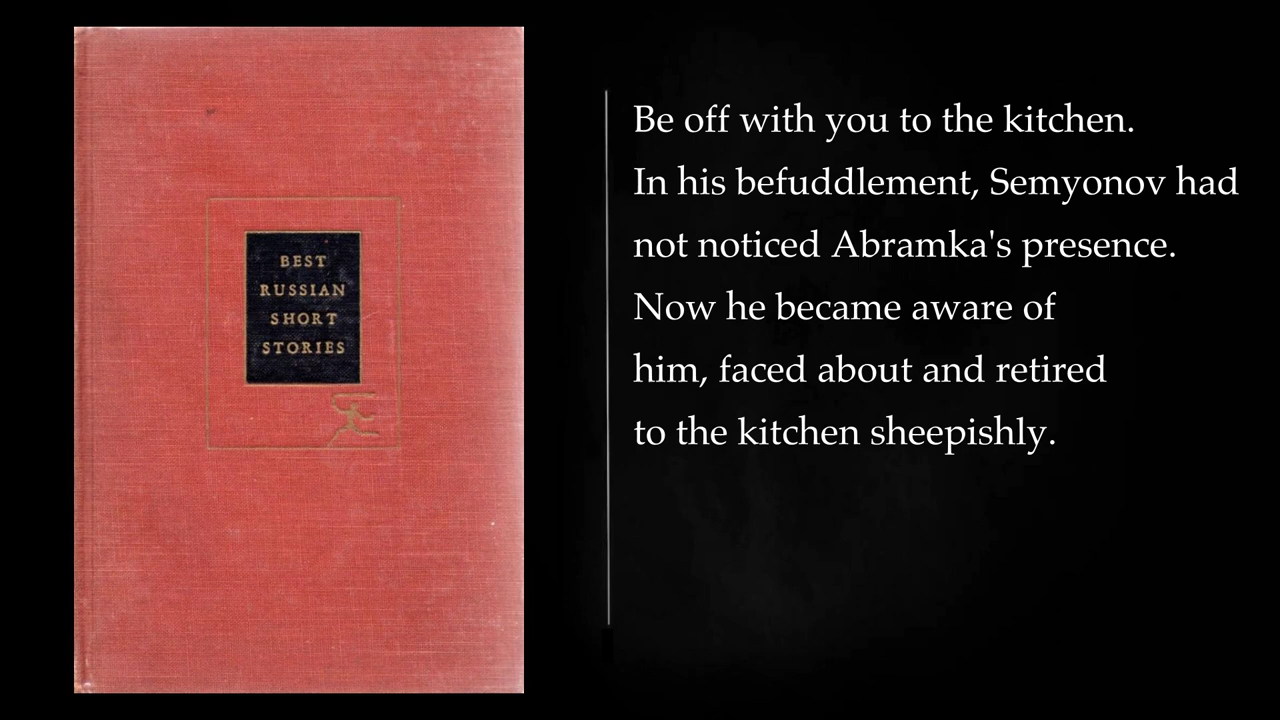 BEST
RUSSIAN
SHORT
STORIES
Be off with you to the kitchen.
In his befuddlement, Semyonov had
not noticed Abramka's presence.
Now he became aware of
him, faced about and retired
to the kitchen sheepishly.